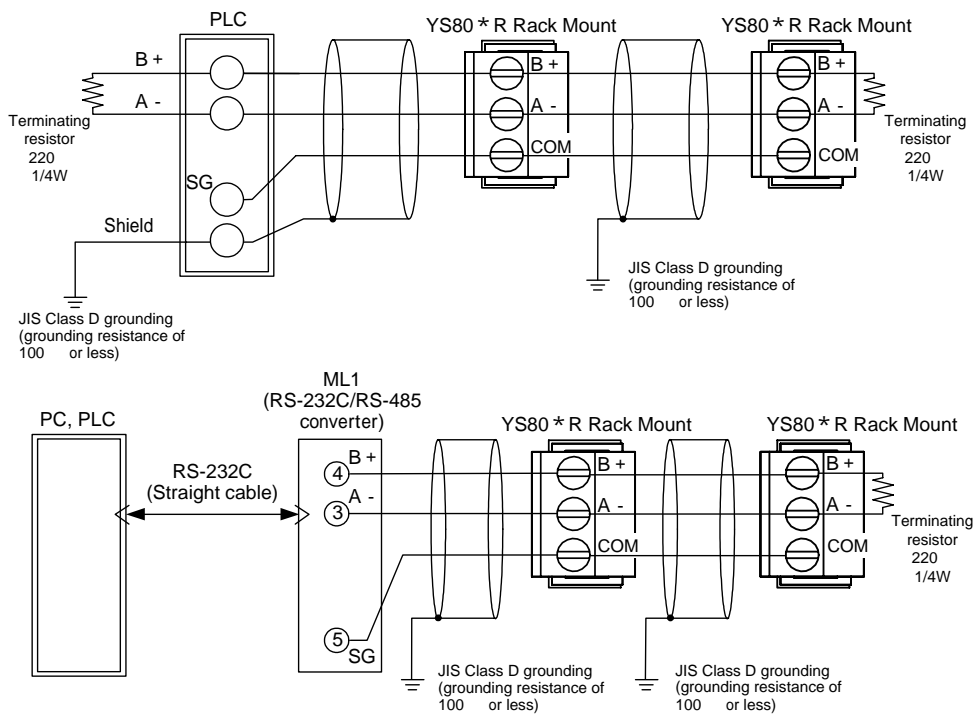 PLC
YS80 * R Rack Mount
YS80 * R Rack Mount
B +
B +
B +
A -
A -
A -
Terminating
resistor
220
1/4W
Terminating
resistor
220
1/4W
COM
COM
SG
Shield
JIS Class D grounding
(grounding resistance of
100 or less)
JIS Class D grounding
(grounding resistance of
100 or less)
ML1
(RS-232C/RS-485
converter)
PC, PLC
YS80 * R Rack Mount
YS80 * R Rack Mount
RS-232C
(Straight cable)
4
B +
B +
B +
3
A -
A -
A -
COM
COM
Terminating
resistor
220
1/4W
5
SG
JIS Class D grounding
(grounding resistance of
100 or less)
JIS Class D grounding
(grounding resistance of
100 or less)